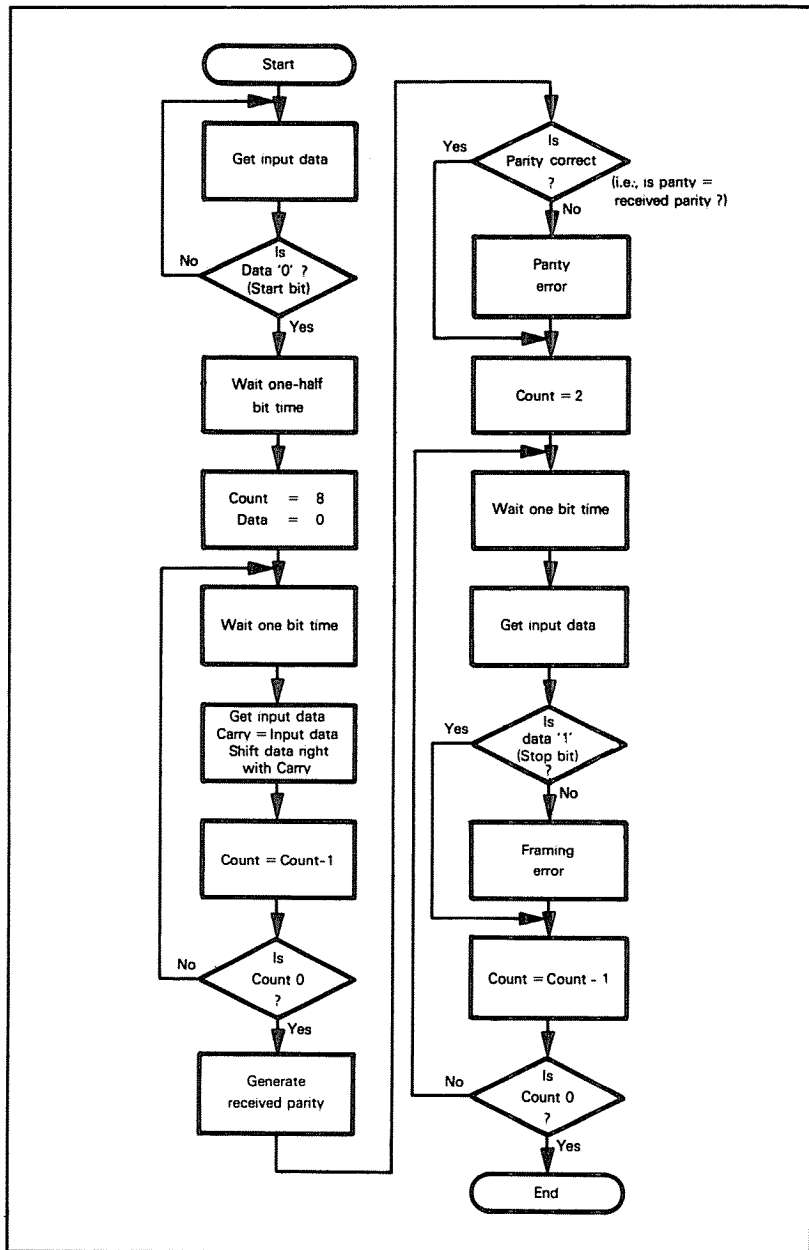 Start
Get input data
Is
Data '0' ?
(Start bit)
No
Yes
Wait one-half
bit time
Count = 8
Data = 0
Wait one bit time
Get input data
Carry = Input data
Shift data right
with Carry
Count = Count-1
Is
Count 0
?
No
Yes
Generate
received parity
Is
Parity correct
?
Yes
(i.e., is parity =
received parity ?)
No
Parity
error
Count = 2
Wait one bit time
Get input data
Is
data '1'
(Stop bit)
?
Yes
No
Framing
error
Count = Count - 1
Is
Count 0
?
No
Yes
End